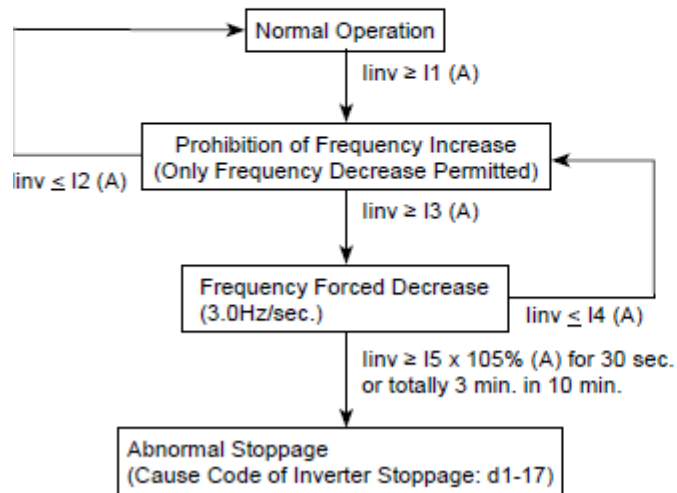 Normal Operation
Iinv ≥ I1 (A)
Prohibition of Frequency Increase
(Only Frequency Decrease Permitted)
Iinv ≤ I2 (A)
Iinv ≥ I3 (A)
Frequency Forced Decrease
(3.0Hz/sec.)
Iinv ≤ I4 (A)
Iinv ≥ I5 x 105% (A) for 30 sec.
or totally 3 min. in 10 min.
Abnormal Stoppage
(Cause Code of Inverter Stoppage: d1-17)